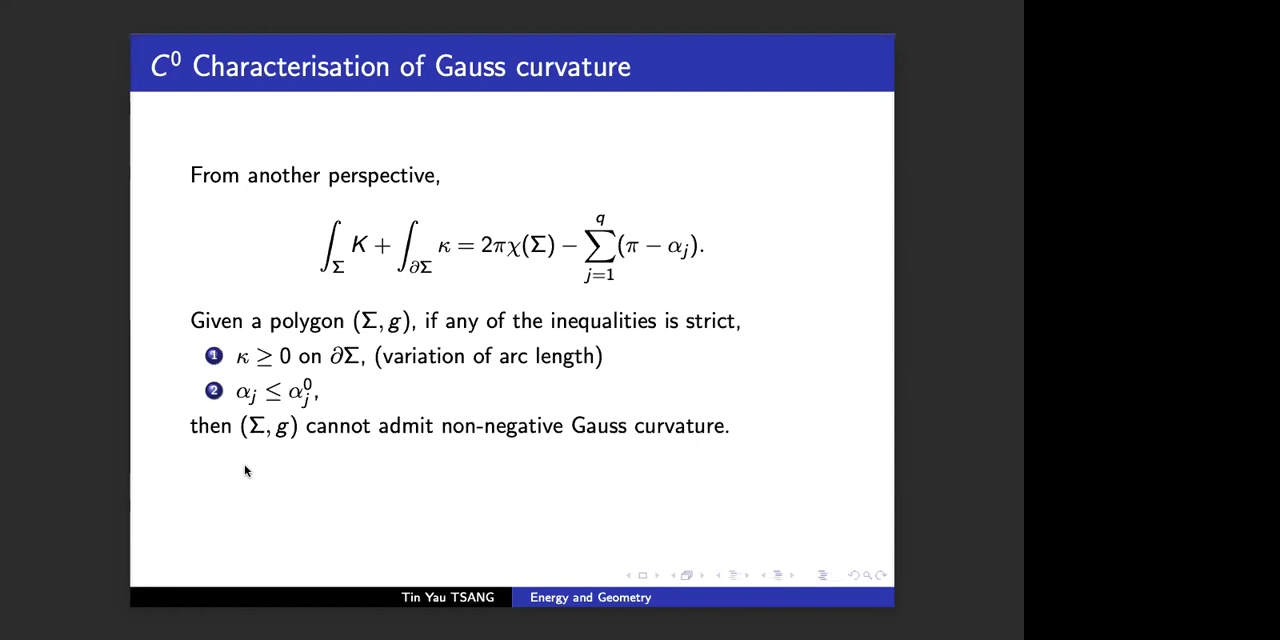 C⁰ Characterisation of Gauss curvature
From another perspective,
∫_Σ K + ∫_∂Σ κ = 2πχ(Σ) − ∑_{j=1}^{q} (π − α_j).
Given a polygon (Σ, g), if any of the inequalities is strict,
1 κ ≥ 0 on ∂Σ, (variation of arc length)
2 α_j ≤ α_j^0,
then (Σ, g) cannot admit non-negative Gauss curvature.
Tin Yau TSANG Energy and Geometry